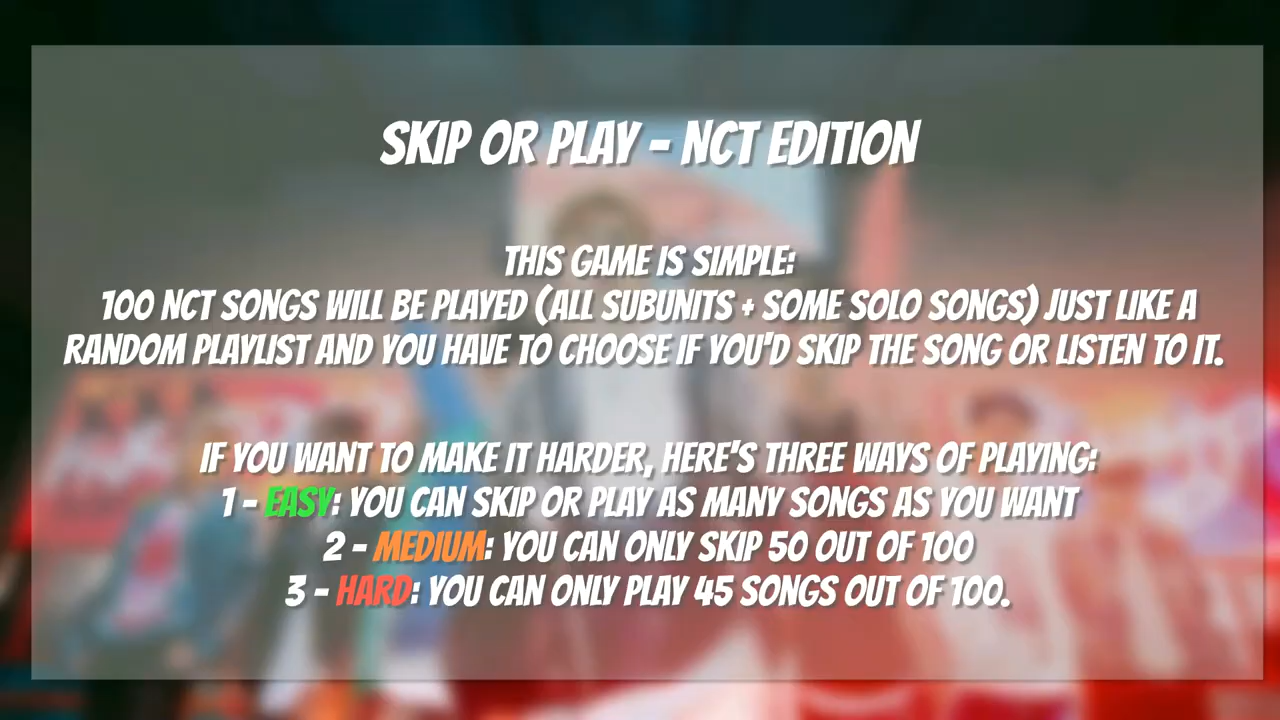 SKIP OR PLAY - NCT EDITION
THIS GAME IS SIMPLE:
100 NCT SONGS WILL BE PLAYED (ALL SUBUNITS + SOME SOLO SONGS) JUST LIKE A
RANDOM PLAYLIST AND YOU HAVE TO CHOOSE IF YOU'D SKIP THE SONG OR LISTEN TO IT.
IF YOU WANT TO MAKE IT HARDER, HERE'S THREE WAYS OF PLAYING:
1 - EASY: YOU CAN SKIP OR PLAY AS MANY SONGS AS YOU WANT
2 - MEDIUM: YOU CAN ONLY SKIP 50 OUT OF 100
3 - HARD: YOU CAN ONLY PLAY 45 SONGS OUT OF 100.